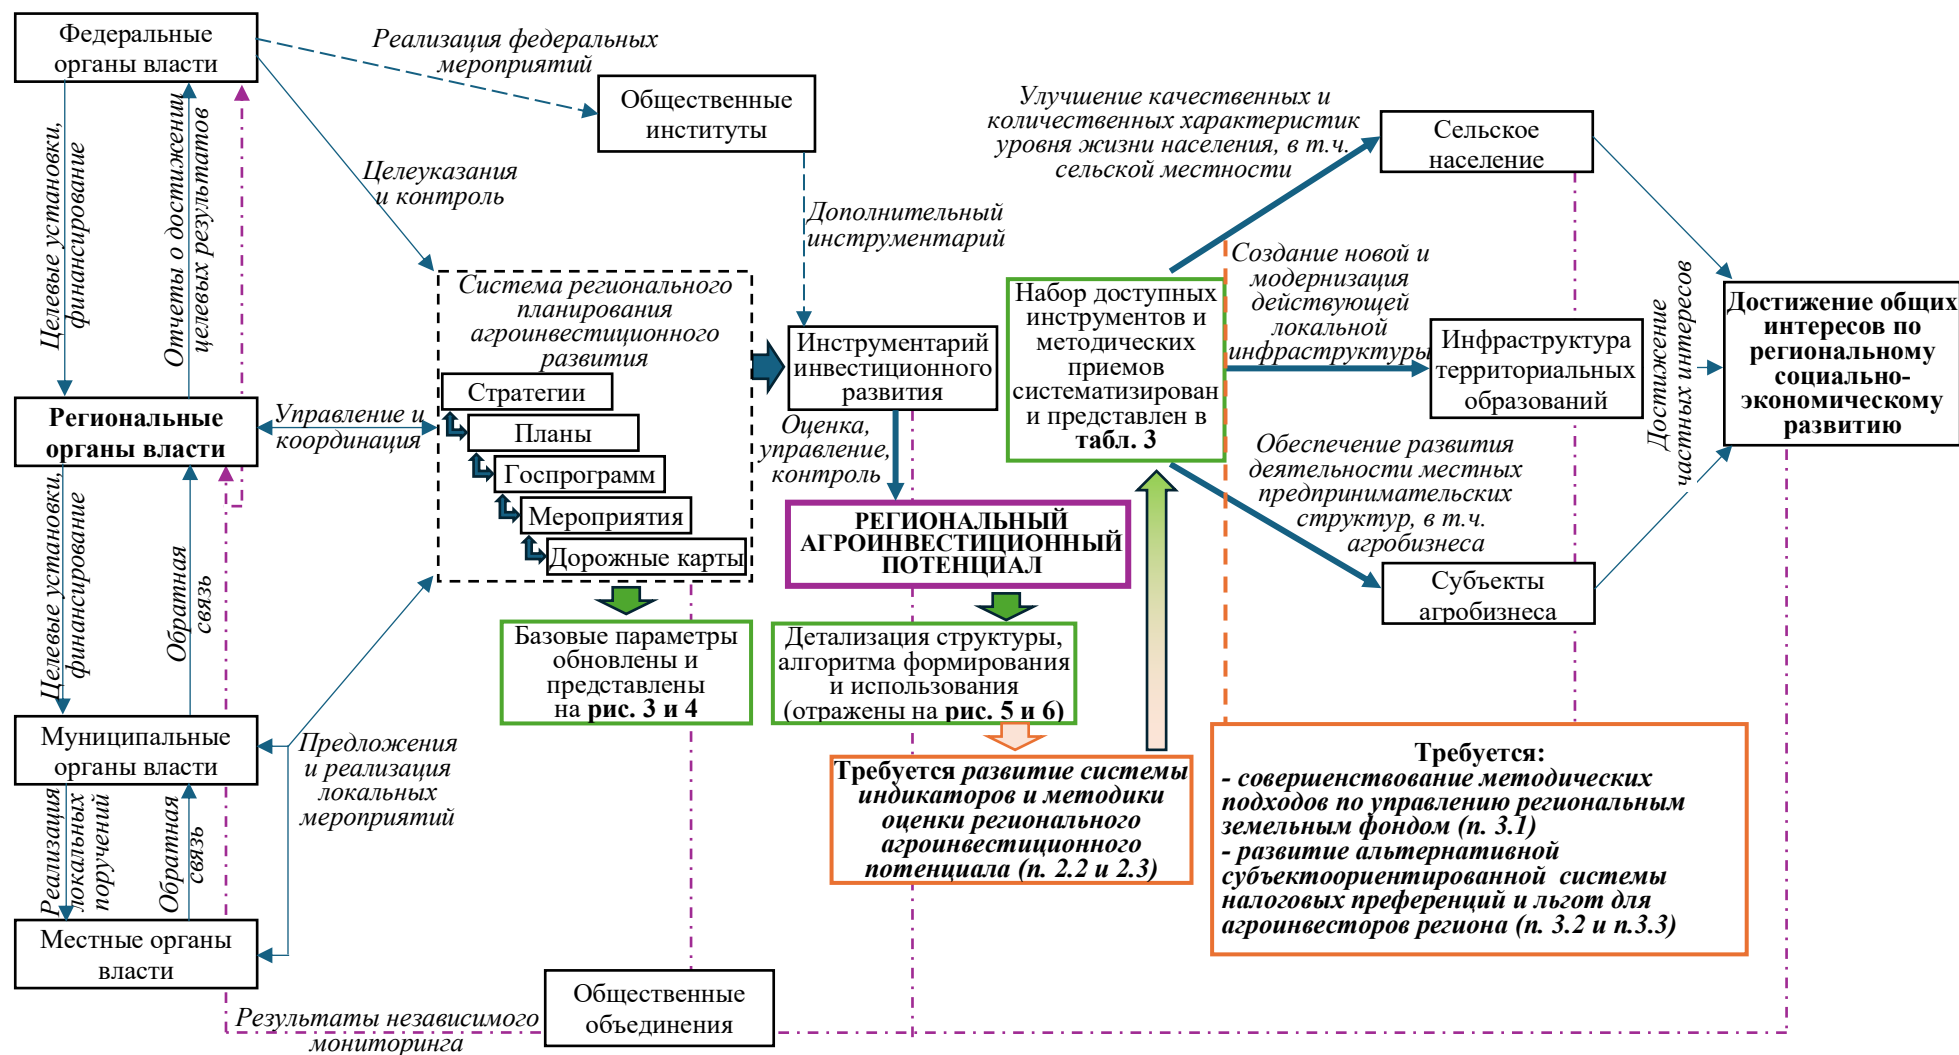 Федеральные
органы власти
Реализация федеральных
мероприятий
Общественные
институты
Целевые установки,
финансирование
Отчеты о достижении
целевых результатов
Целеуказания
и контроль
Дополнительный
инструментарий
Улучшение качественных и
количественных характеристик
уровня жизни населения, в т.ч.
сельской местности
Сельское
население
Система регионального
планирования
агроинвестиционного
развития
Стратегии
Планы
Госпрограмм
Мероприятия
Дорожные карты
Инструментарий
инвестиционного
развития
Набор доступных
инструментов и
методических
приемов
систематизирован
и представлен в
табл. 3
Создание новой и
модернизация
действующей
локальной
инфраструктуры
Инфраструктура
территориальных
образований
Достижение
частных интересов
Достижение общих
интересов по
региональному
социально-
экономическому
развитию
Региональные
органы власти
Управление и
координация
Оценка,
управление,
контроль
РЕГИОНАЛЬНЫЙ
АГРОИНВЕСТИЦИОННЫЙ
ПОТЕНЦИАЛ
Обеспечение развития
деятельности местных
предпринимательских
структур, в т.ч.
агробизнеса
Субъекты
агробизнеса
Целевые установки,
финансирование
Обратная
связь
Базовые параметры
обновлены и
представлены
на рис. 3 и 4
Детализация структуры,
алгоритма формирования
и использования
(отражены на рис. 5 и 6)
Муниципальные
органы власти
Предложения
и реализация
локальных
мероприятий
Требуется развитие системы
индикаторов и методики
оценки регионального
агроинвестиционного
потенциала (п. 2.2 и 2.3)
Требуется:
- совершенствование методических
подходов по управлению региональным
земельным фондом (п. 3.1)
- развитие альтернативной
субъектоориентированной системы
налоговых преференций и льгот для
агроинвесторов региона (п. 3.2 и п.3.3)
Реализация
локальных
поручений
Обратная
связь
Местные органы
власти
Общественные
объединения
Результаты независимого
мониторинга